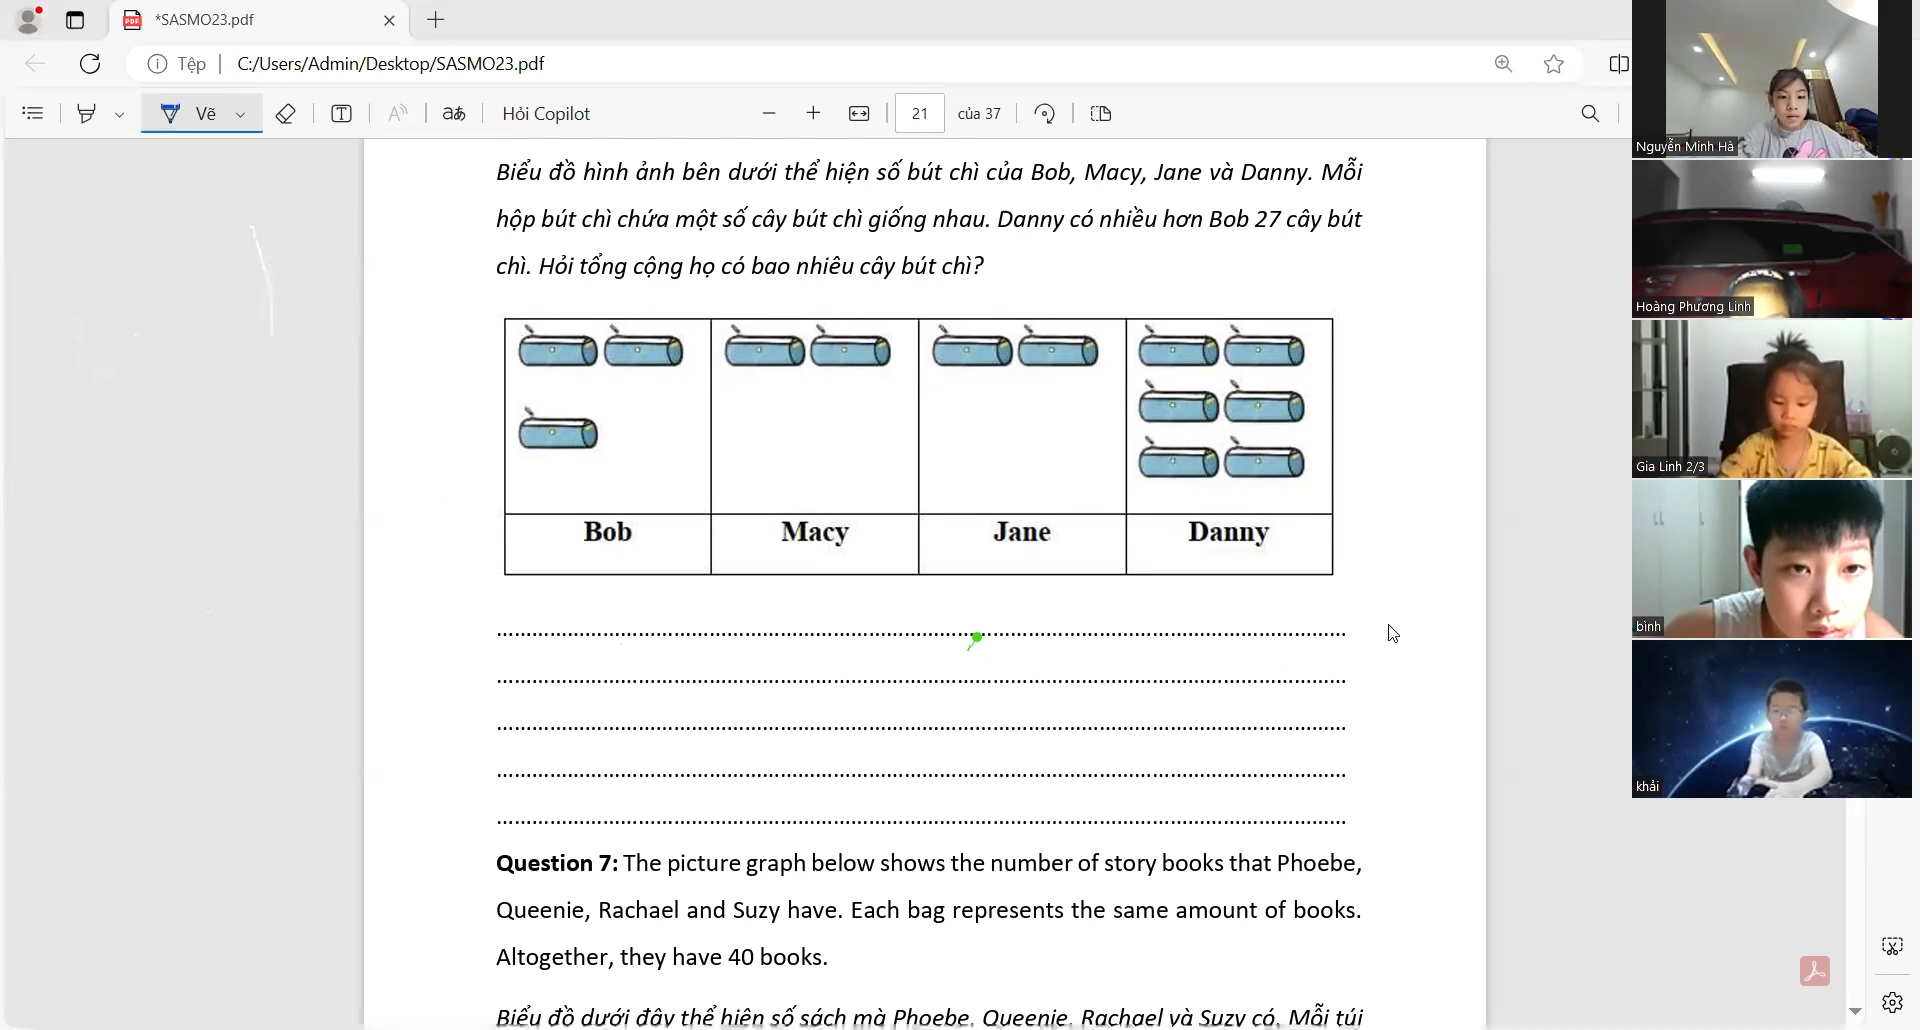 *SASMO23.pdf
Tệp
C:/Users/Admin/Desktop/SASMO23.pdf
Vẽ
aあ
Hỏi Copilot
21
của 37
Biểu đồ hình ảnh bên dưới thể hiện số bút chì của Bob, Macy, Jane và Danny. Mỗi
hộp bút chì chứa một số cây bút chì giống nhau. Danny có nhiều hơn Bob 27 cây bút
chì. Hỏi tổng cộng họ có bao nhiêu cây bút chì?
Bob Macy Jane Danny
Question 7: The picture graph below shows the number of story books that Phoebe,
Queenie, Rachael and Suzy have. Each bag represents the same amount of books.
Altogether, they have 40 books.
Biểu đồ dưới đây thể hiện số sách mà Phoebe, Queenie, Rachael và Suzy có. Mỗi túi
Nguyễn Minh Hà
Hoàng Phương Linh
Gia Linh 2/3
bình
khải